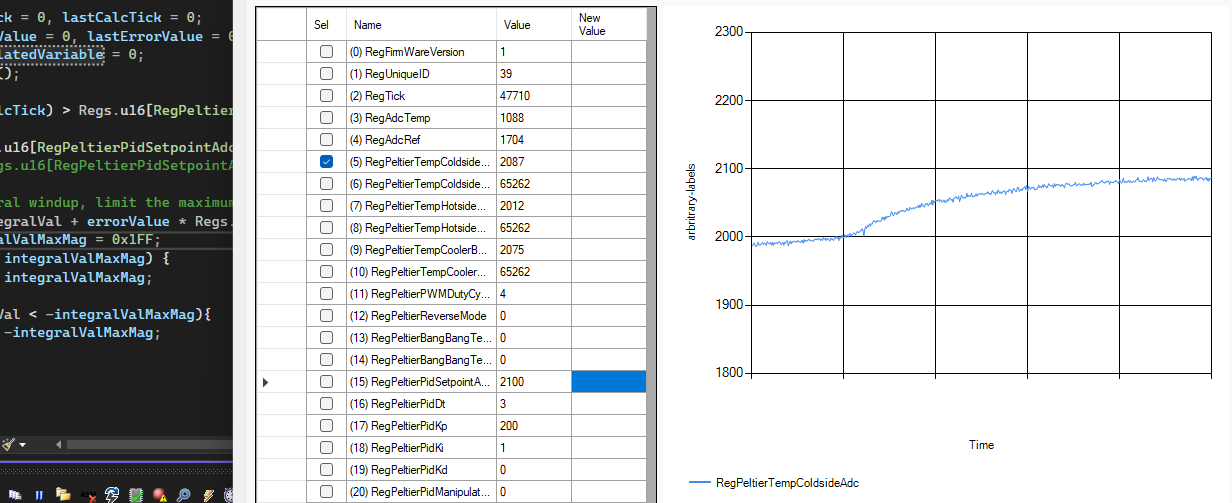 ck = 0, lastCalcTick = 0;
Value = 0, lastErrorValue = 0
latedVariable = 0;
();
lcTick) > Regs.u16[RegPeltier
.u16[RegPeltierPidSetpointAdc
gs.u16[RegPeltierPidSetpointA
ral windup, limit the maximum
egralVal + errorValue * Regs.
alValMaxMag = 0x1FF;
integralValMaxMag) {
integralValMaxMag;
Val < -integralValMaxMag){
-integralValMaxMag;
Sel Name Value New Value
(0) RegFirmWareVersion 1
(1) RegUniqueID 39
(2) RegTick 47710
(3) RegAdcTemp 1088
(4) RegAdcRef 1704
(5) RegPeltierTempColdside... 2087
(6) RegPeltierTempColdside... 65262
(7) RegPeltierTempHotside... 2012
(8) RegPeltierTempHotside... 65262
(9) RegPeltierTempCoolerB... 2075
(10) RegPeltierTempCooler... 65262
(11) RegPeltierPWMDutyCy... 4
(12) RegPeltierReverseMode 0
(13) RegPeltierBangBangTe... 0
(14) RegPeltierBangBangTe... 0
(15) RegPeltierPidSetpointA... 2100
(16) RegPeltierPidDt 3
(17) RegPeltierPidKp 200
(18) RegPeltierPidKi 1
(19) RegPeltierPidKd 0
(20) RegPeltierPidManipulat... 0
2300
2200
2100
2000
1900
1800
arbritrary-labels
Time
RegPeltierTempColdsideAdc